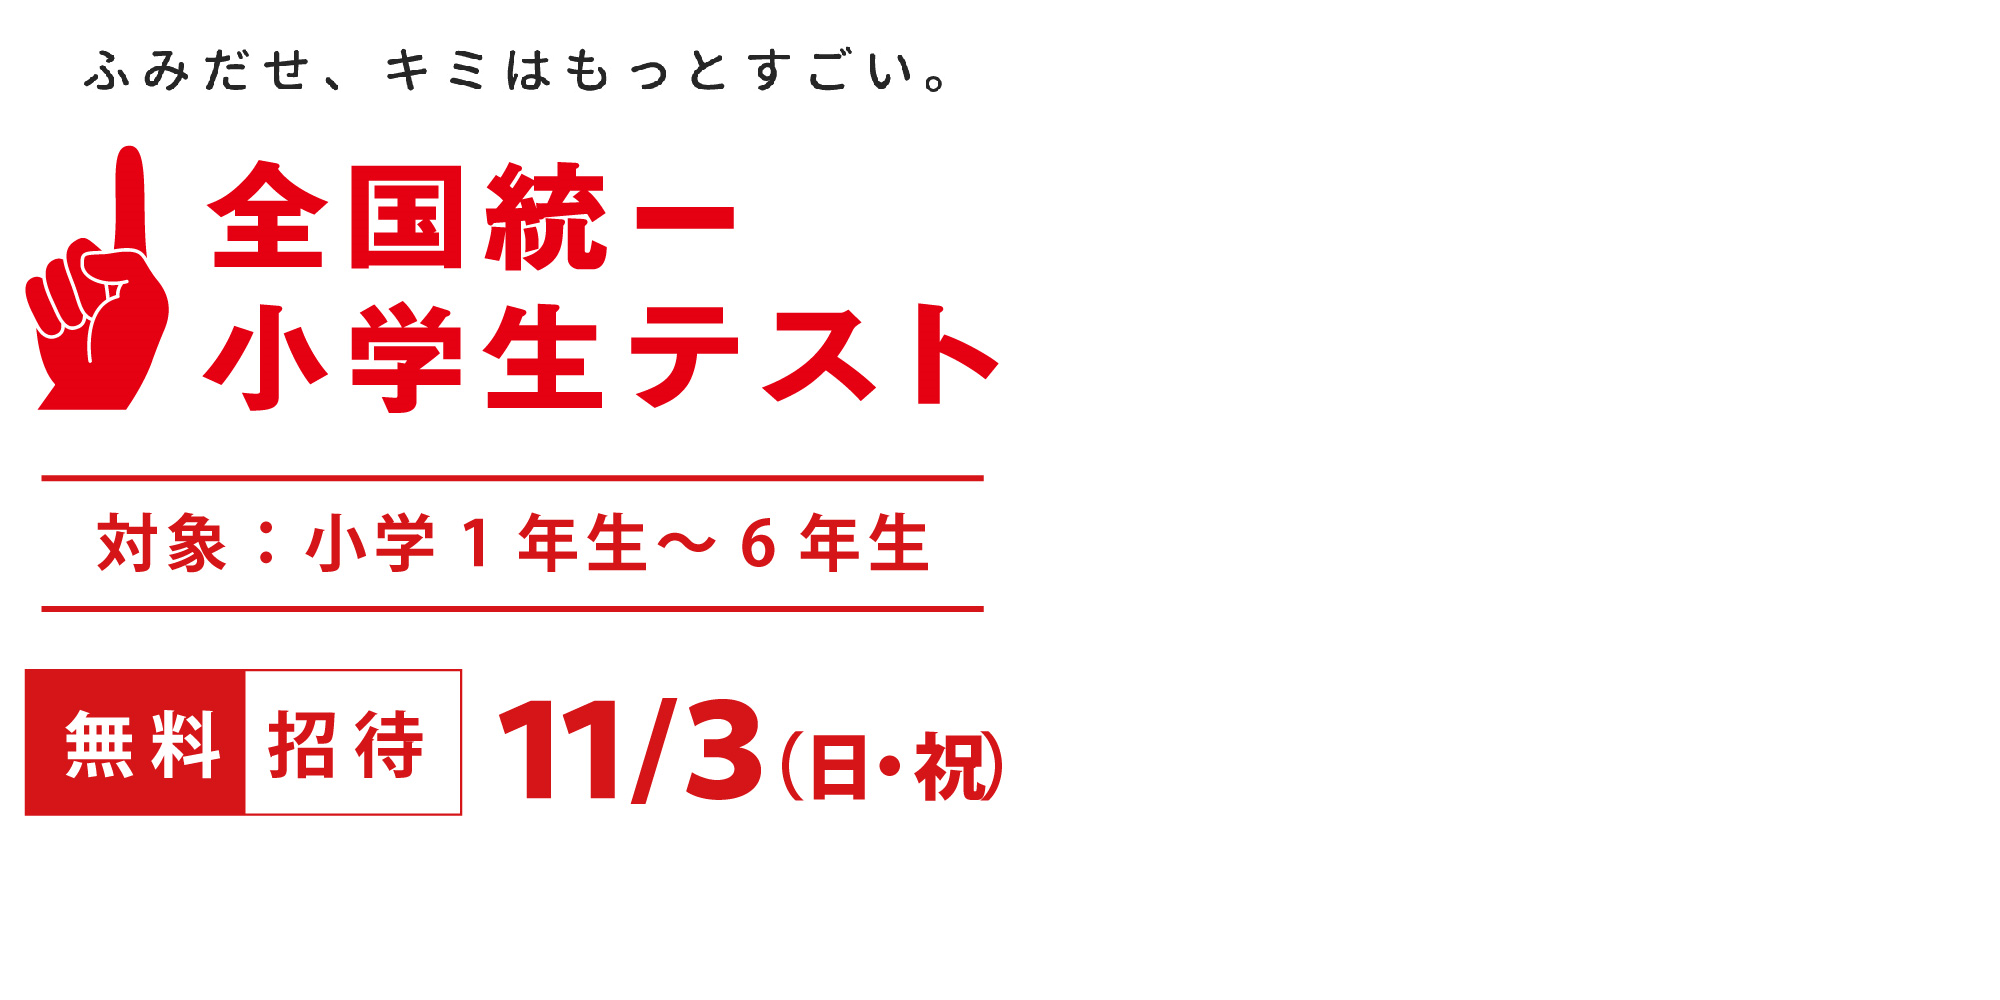 ふみだせ、キミはもっとすごい。
全国統一
小学生テスト
対象：小学1年生～6年生
無料 招待 11/3（日・祝）